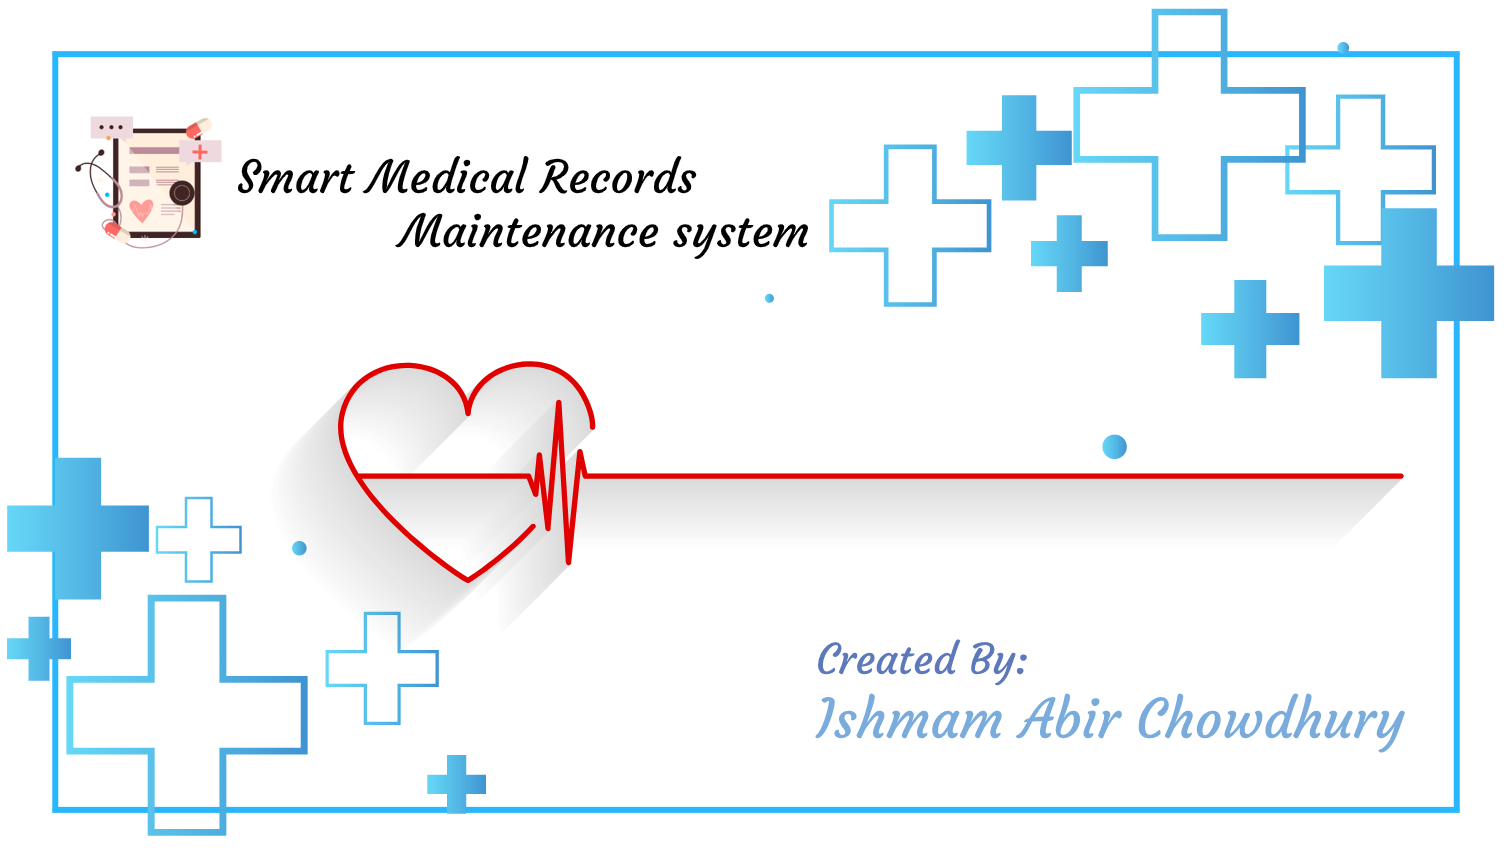 Smart Medical Records
Maintenance system
Created By:
Ishmam Abir Chowdhury